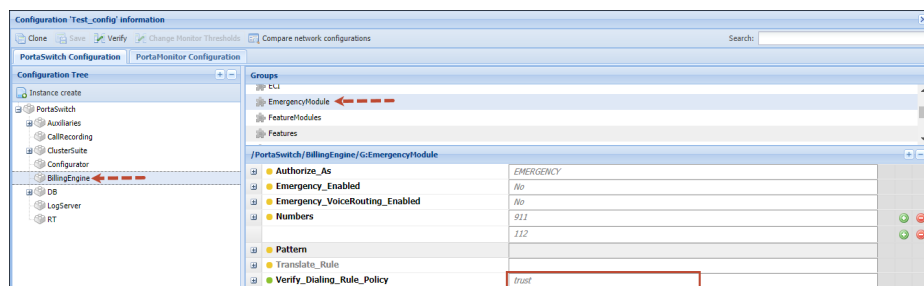 Configuration 'Test_config' information
Clone Save Verify Change Monitor Thresholds Compare network configurations Search:
PortaSwitch Configuration PortaMonitor Configuration
Configuration Tree
Instance create
PortaSwitch
Auxiliaries
CallRecording
ClusterSuite
Configurator
BillingEngine
DB
LogServer
RT
Groups
ECI
EmergencyModule
FeatureModules
Features
/PortaSwitch/BillingEngine/G:EmergencyModule
Authorize_As EMERGENCY
Emergency_Enabled No
Emergency_VoiceRouting_Enabled No
Numbers 911
112
Pattern
Translate_Rule
Verify_Dialing_Rule_Policy trust